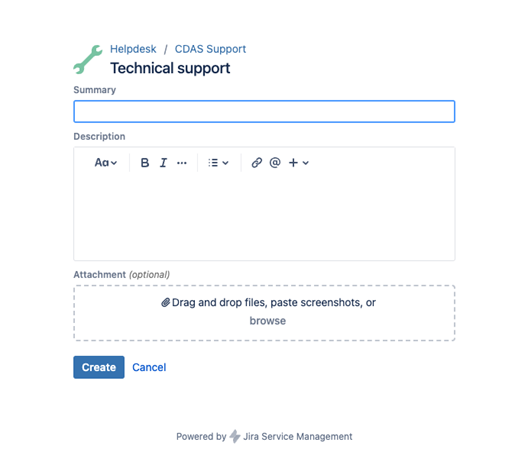 Helpdesk / CDAS Support
Technical support
Summary
Description
Aa B I ... @ +
Attachment (optional)
Drag and drop files, paste screenshots, or
browse
Create Cancel
Powered by Jira Service Management